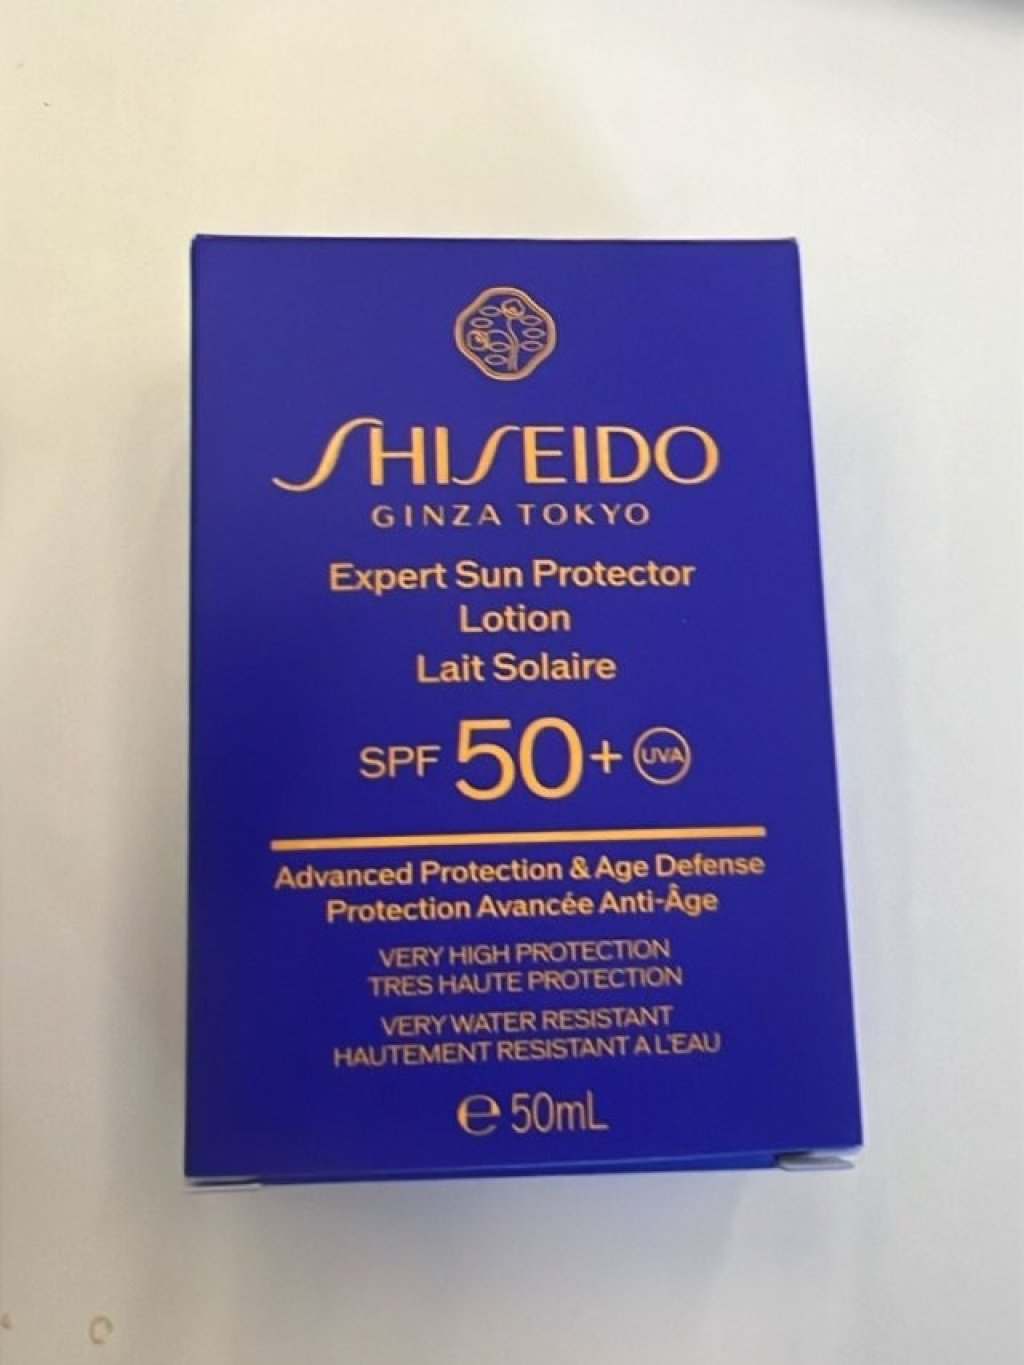 SHISEIDO
GINZA TOKYO
Expert Sun Protector
Lotion
Lait Solaire
SPF 50+ UVA
Advanced Protection & Age Defense
Protection Avancée Anti-Âge
VERY HIGH PROTECTION
TRES HAUTE PROTECTION
VERY WATER RESISTANT
HAUTEMENT RESISTANT A L'EAU
℮ 50mL